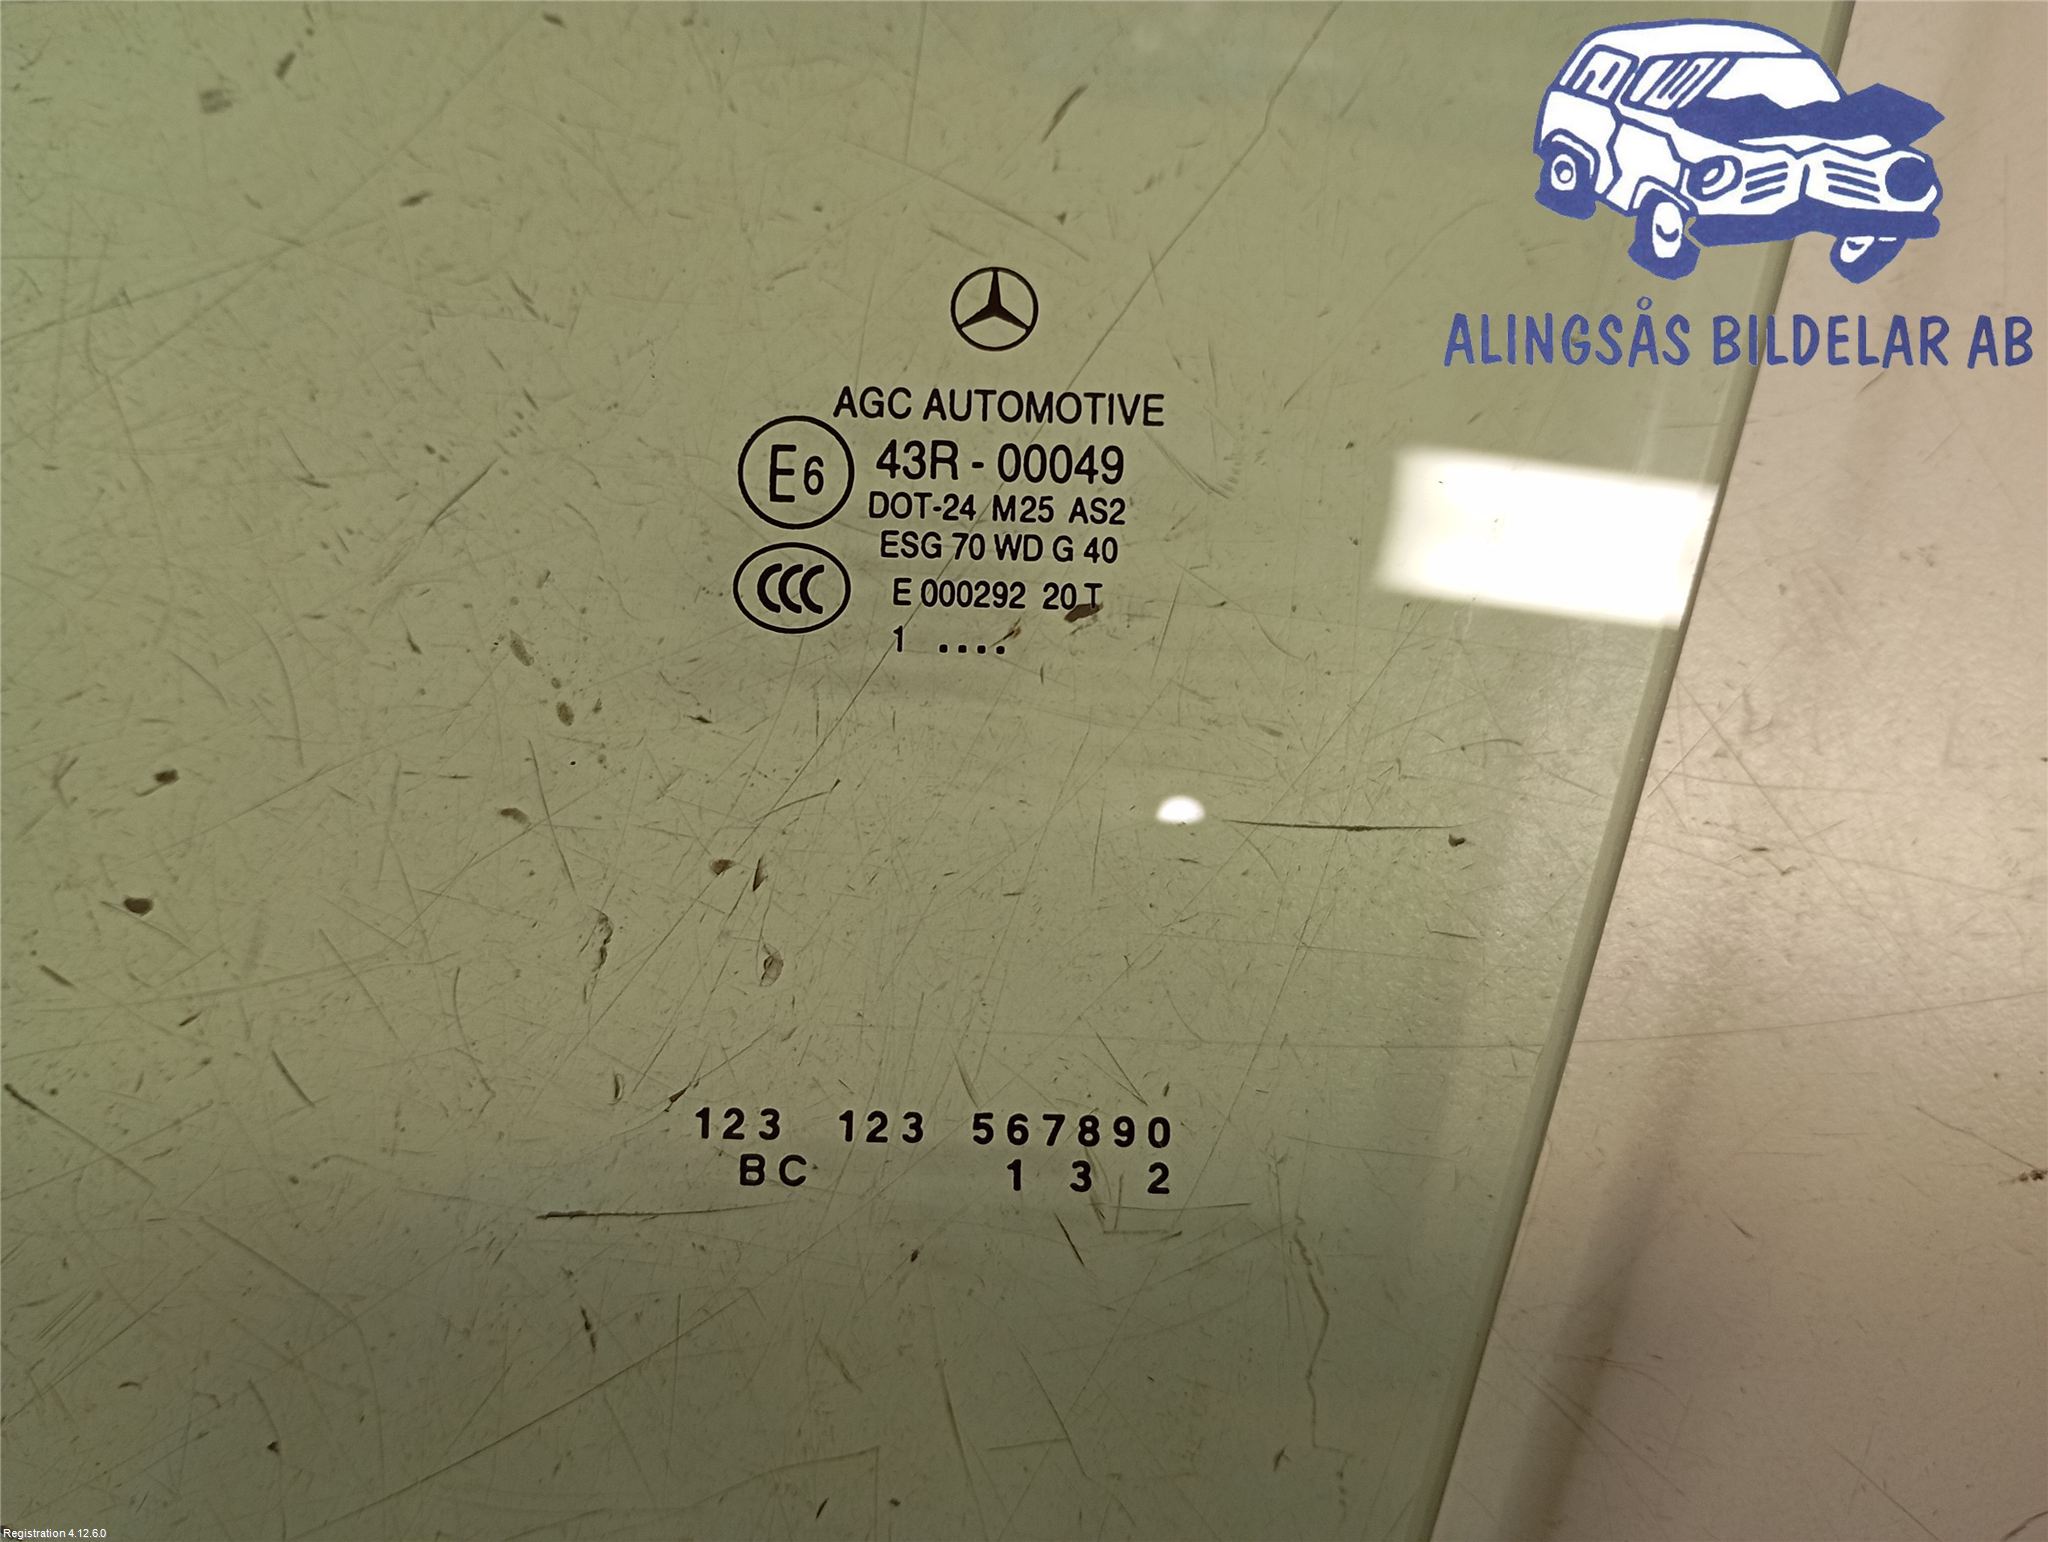 ALINGSÅS BILDELAR AB
AGC AUTOMOTIVE
E6 43R - 00049
DOT-24 M25 AS2
ESG 70 WD G 40
CCC E 000292 20 T
1 ....
123 123 567890
BC 1 3 2
Registration 4.12.6.0